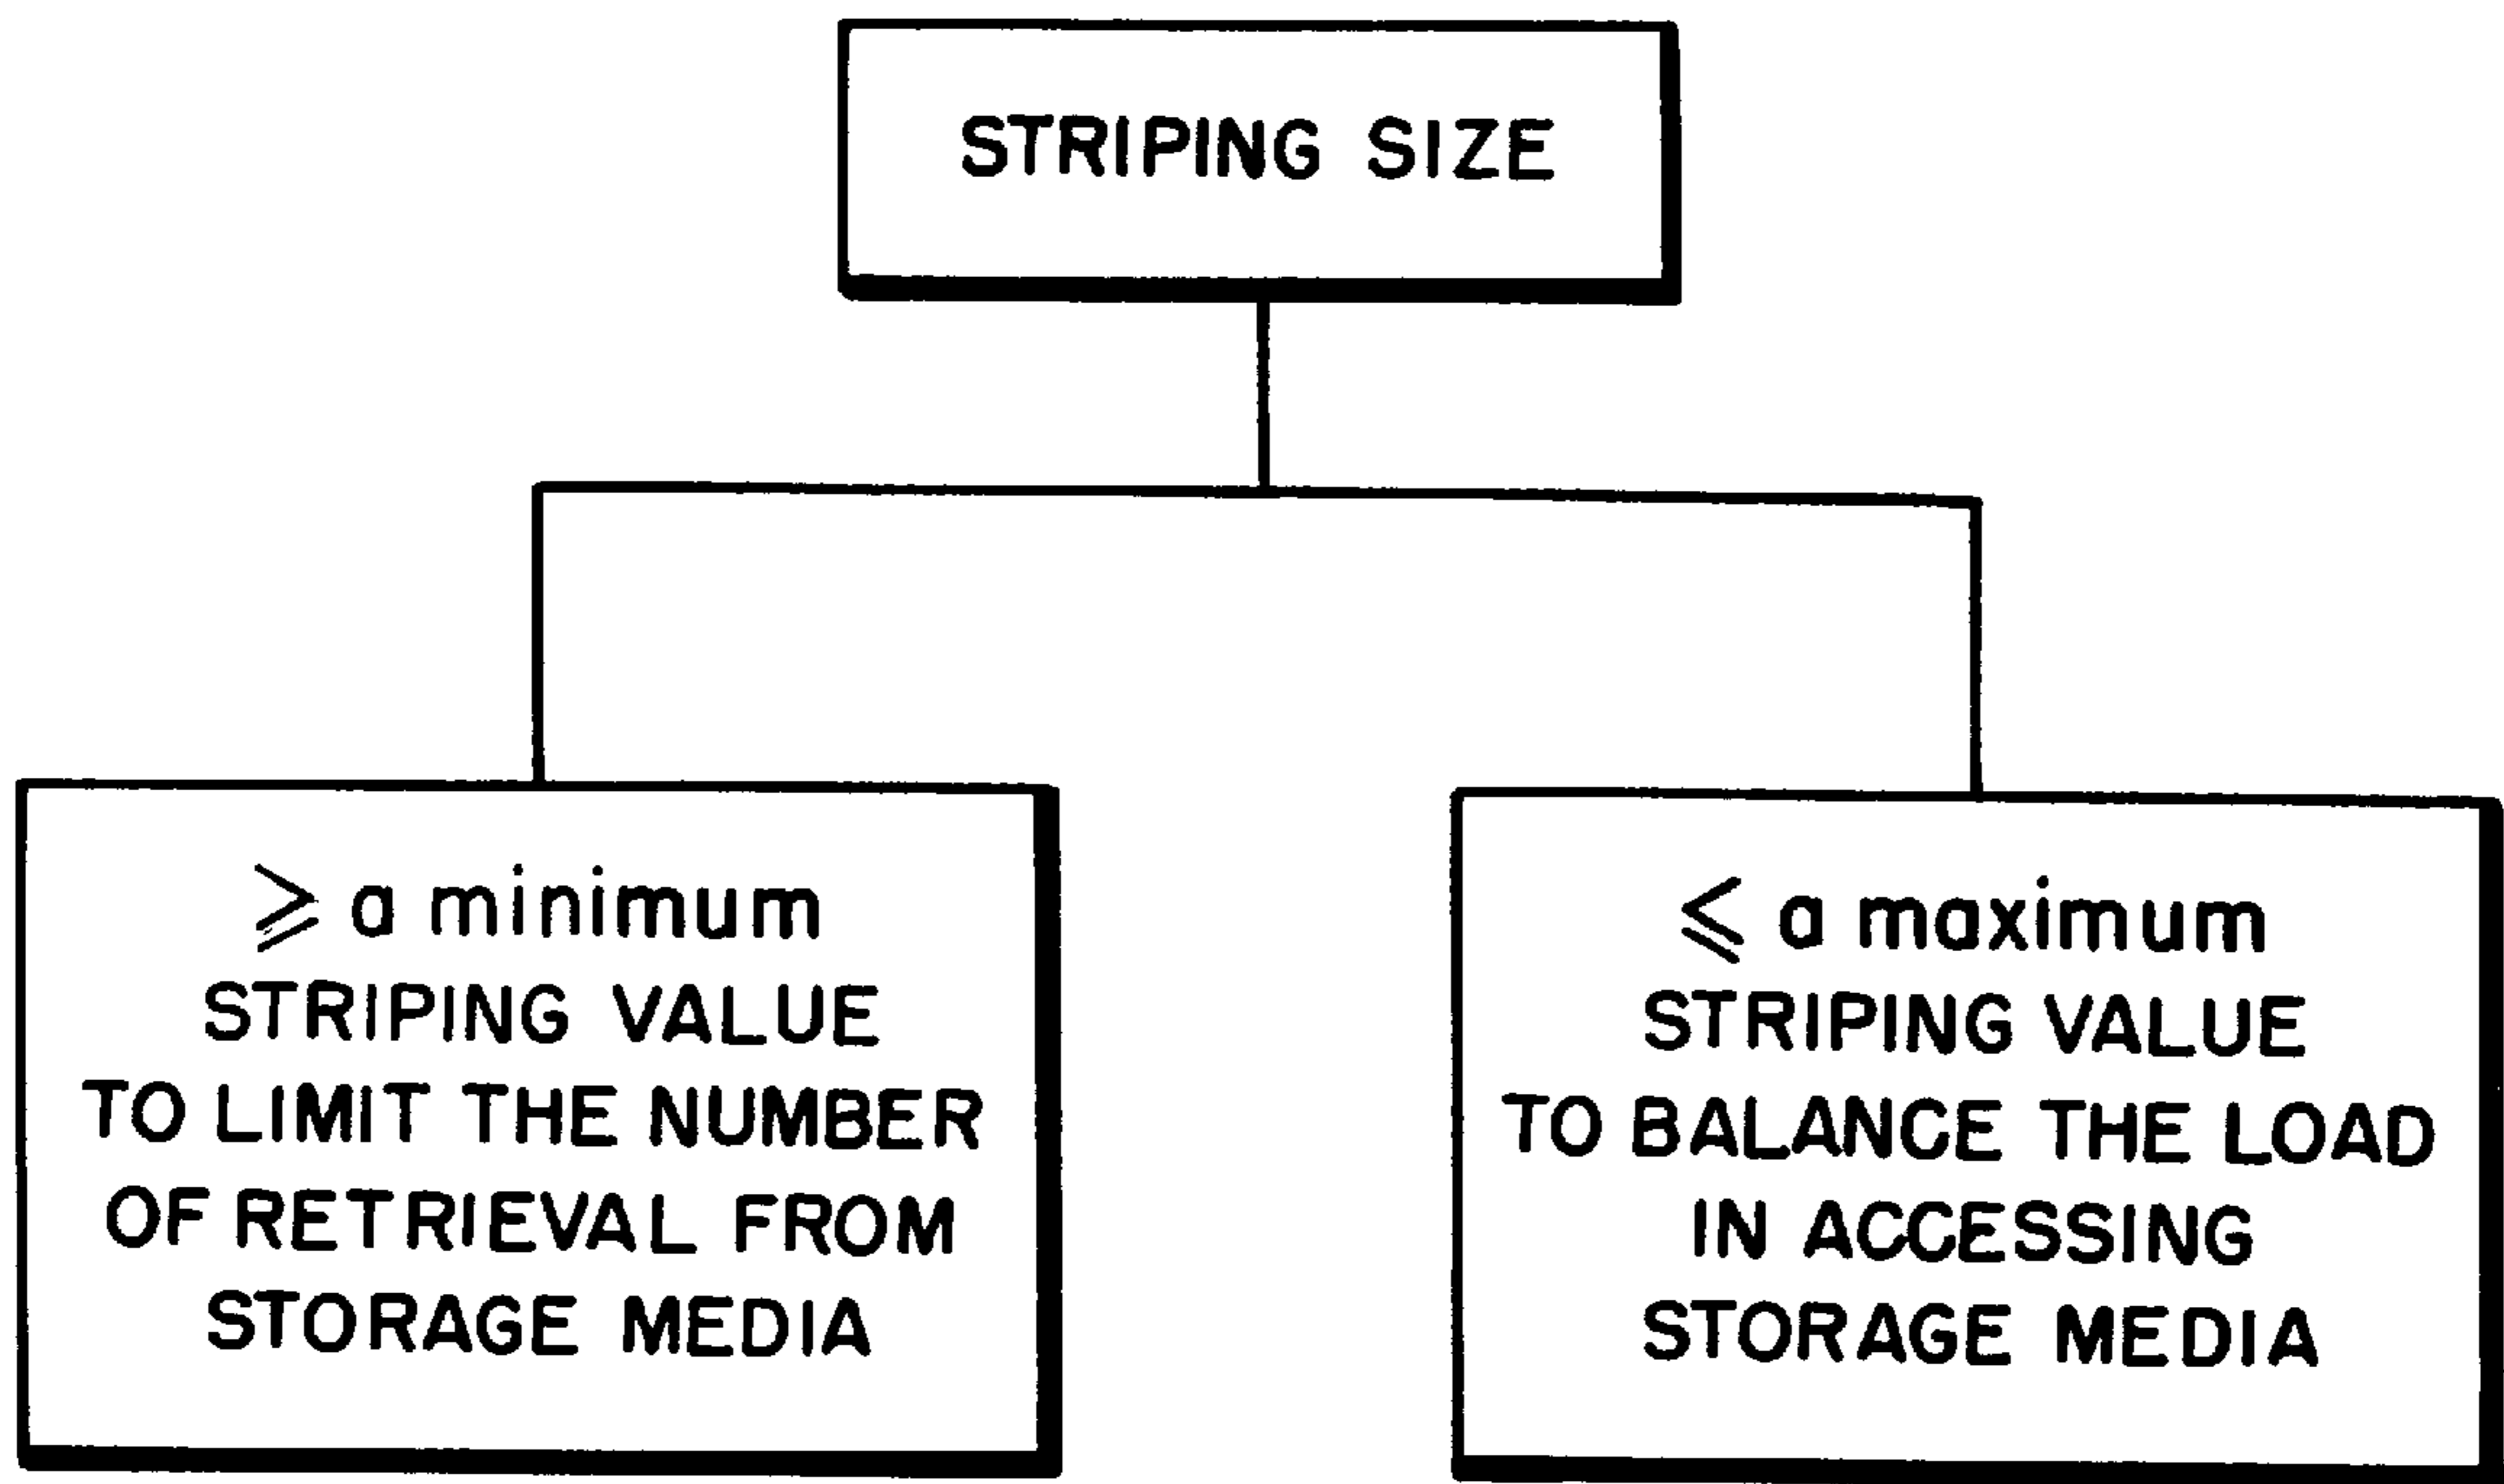 STRIPING SIZE
⩾ a minimum
STRIPING VALUE
TO LIMIT THE NUMBER
OF RETRIEVAL FROM
STORAGE MEDIA
⩽ a maximum
STRIPING VALUE
TO BALANCE THE LOAD
IN ACCESSING
STORAGE MEDIA